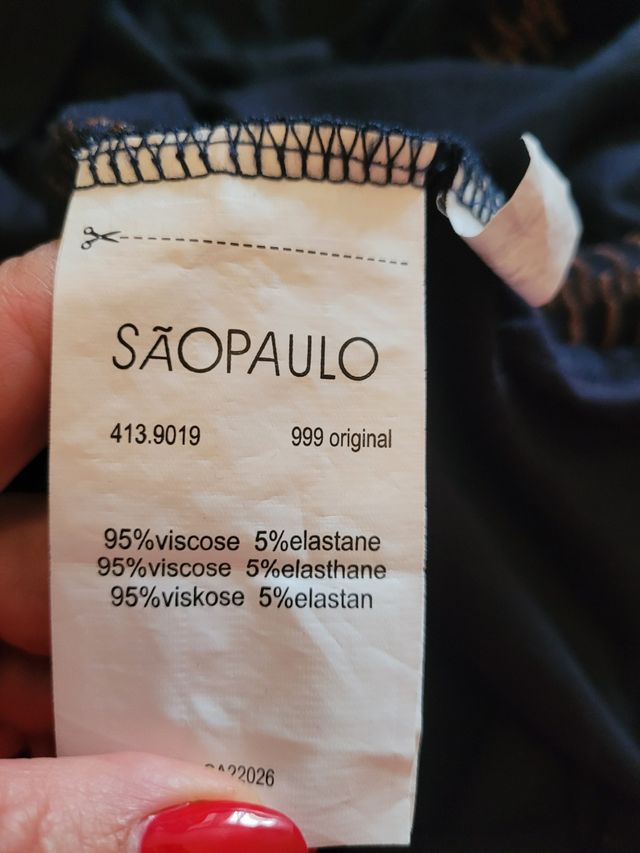 SÃOPAULO
413.9019 999 original
95%viscose 5%elastane
95%viscose 5%elasthane
95%viskose 5%elastan